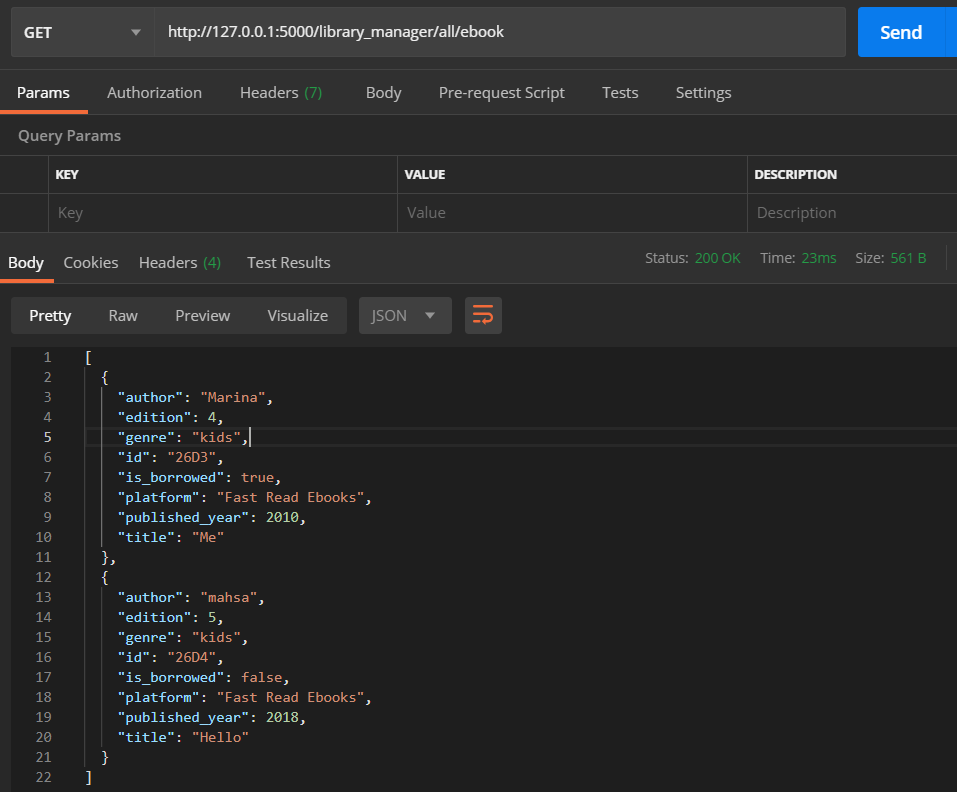 GET http://127.0.0.1:5000/library_manager/all/ebook Send
Params Authorization Headers (7) Body Pre-request Script Tests Settings
Query Params
KEY VALUE DESCRIPTION
Key Value Description
Body Cookies Headers (4) Test Results Status: 200 OK Time: 23ms Size: 561 B
Pretty Raw Preview Visualize JSON
1 [
2 {
3 "author": "Marina",
4 "edition": 4,
5 "genre": "kids",
6 "id": "26D3",
7 "is_borrowed": true,
8 "platform": "Fast Read Ebooks",
9 "published_year": 2010,
10 "title": "Me"
11 },
12 {
13 "author": "mahsa",
14 "edition": 5,
15 "genre": "kids",
16 "id": "26D4",
17 "is_borrowed": false,
18 "platform": "Fast Read Ebooks",
19 "published_year": 2018,
20 "title": "Hello"
21 }
22 ]